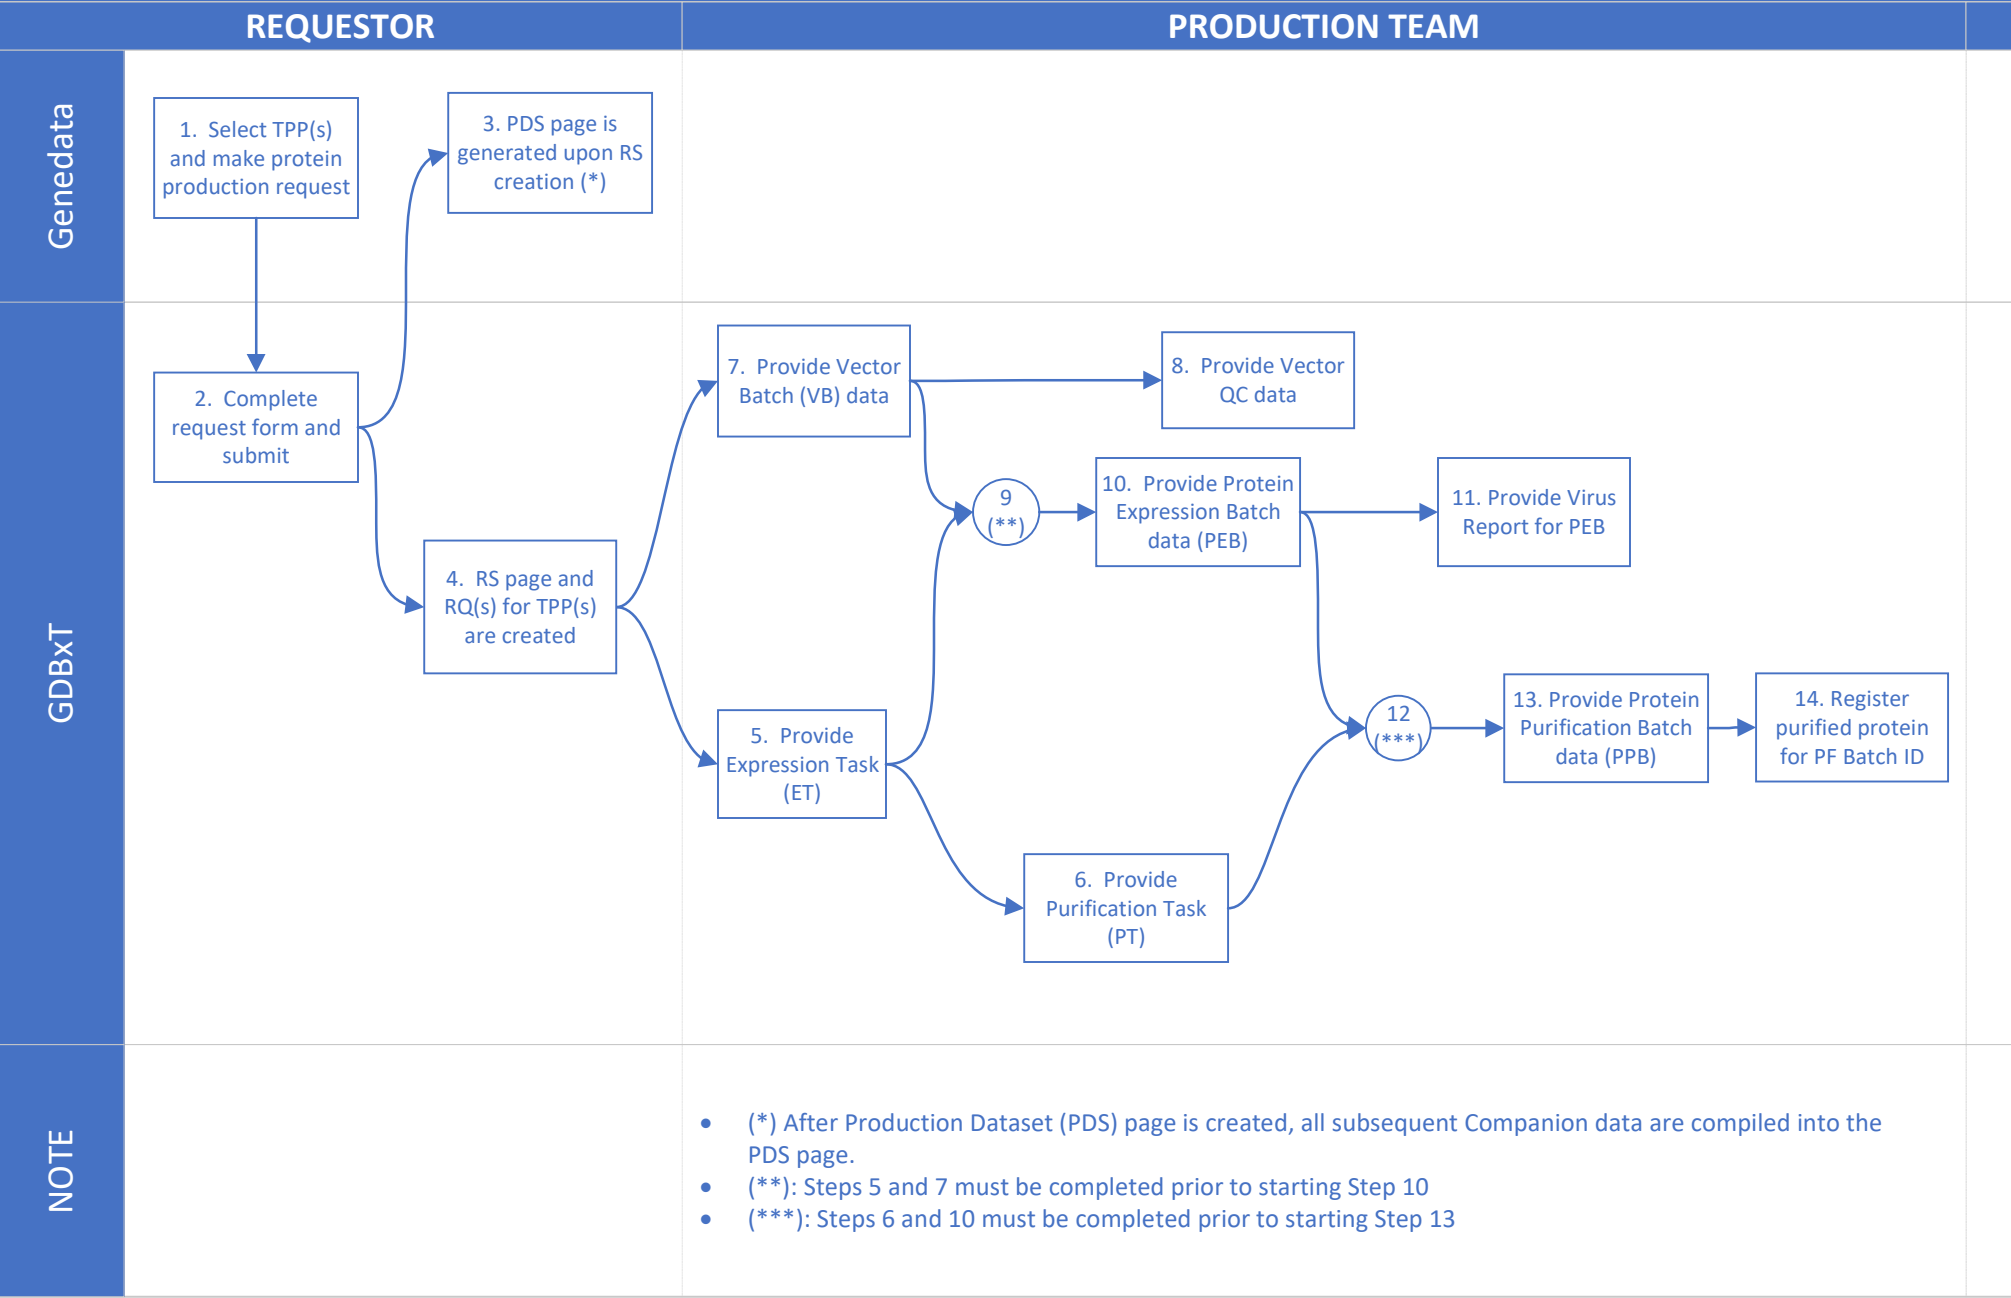 REQUESTOR
PRODUCTION TEAM
Genedata
1. Select TPP(s)
and make protein
production request
3. PDS page is
generated upon RS
creation (*)
GDBxT
2. Complete
request form and
submit
4. RS page and
RQ(s) for TPP(s)
are created
7. Provide Vector
Batch (VB) data
8. Provide Vector
QC data
9
(**)
10. Provide Protein
Expression Batch
data (PEB)
11. Provide Virus
Report for PEB
5. Provide
Expression Task
(ET)
6. Provide
Purification Task
(PT)
12
(***)
13. Provide Protein
Purification Batch
data (PPB)
14. Register
purified protein
for PF Batch ID
NOTE
• (*) After Production Dataset (PDS) page is created, all subsequent Companion data are compiled into the
PDS page.
• (**): Steps 5 and 7 must be completed prior to starting Step 10
• (***): Steps 6 and 10 must be completed prior to starting Step 13